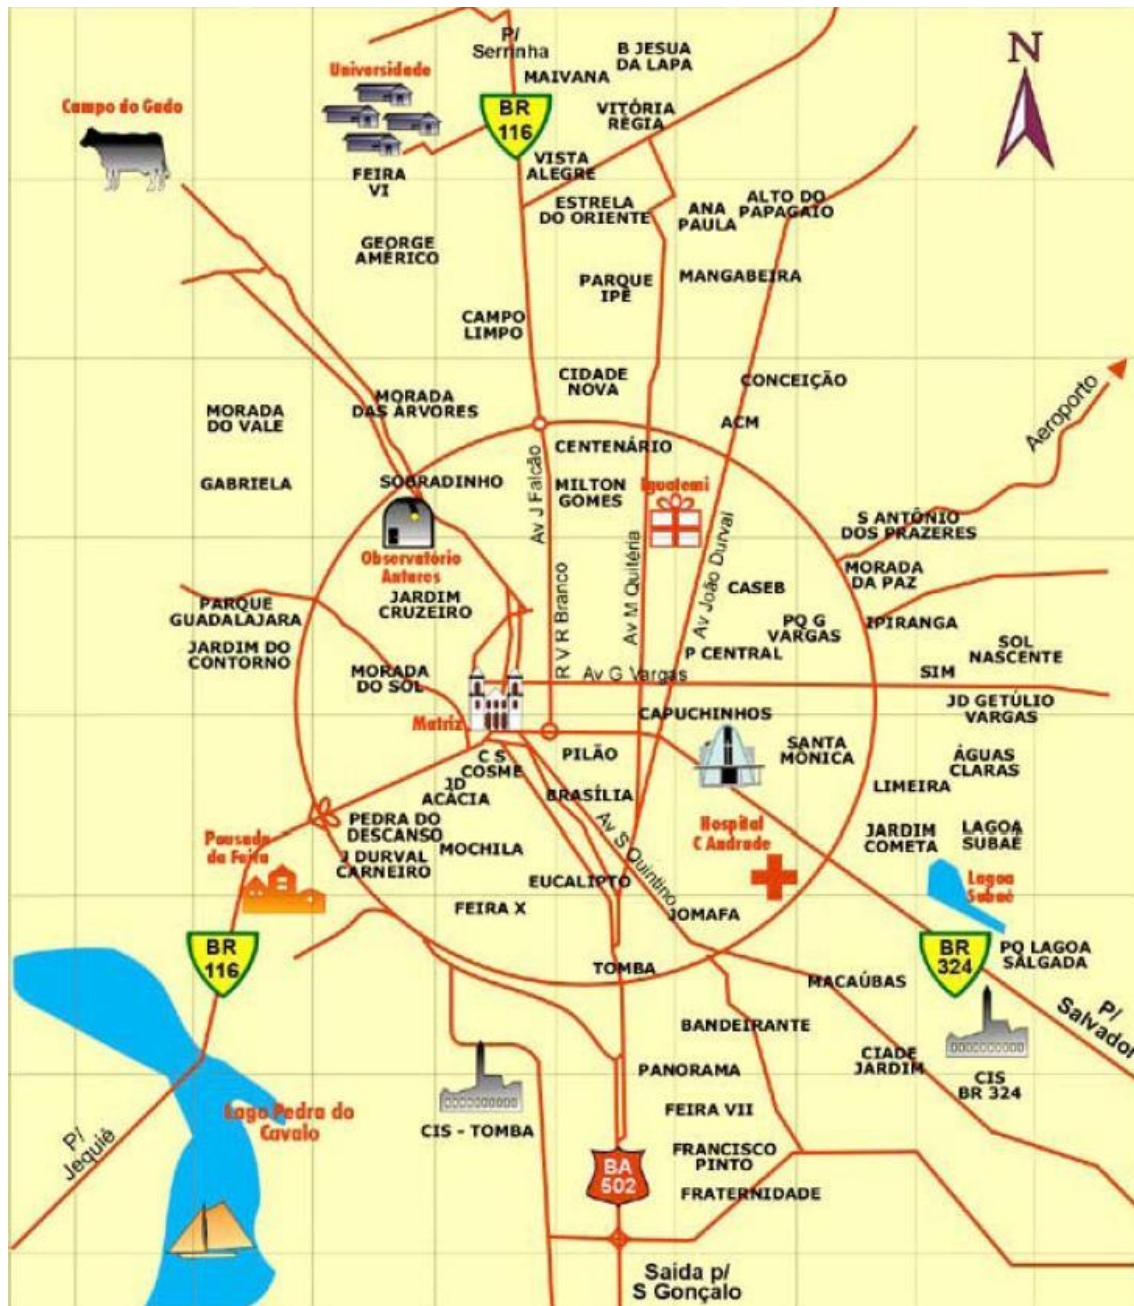 P/
Serrinha
B JESUA
DA LAPA
N
Universidade
MAIVANA
Campo do Gado
BR
116
VITÓRIA
RÉGIA
VISTA
ALEGRE
FEIRA
VI
ESTRELA
DO ORIENTE
ANA
PAULA
ALTO DO
PAPAGAIO
GEORGE
AMÉRICO
PARQUE
IPÊ
MANGABEIRA
CAMPO
LIMPO
CIDADE
NOVA
CONCEIÇÃO
MORADA
DAS ÁRVORES
MORADA
DO VALE
ACM
Aeroporto
CENTENÁRIO
GABRIELA
SOBRADINHO
Av J Falcão
MILTON
GOMES
Iguatemi
S ANTÔNIO
DOS PRAZERES
Observatório
Antares
Av M Quitéria
Av João Durval
MORADA
DA PAZ
CASEB
PARQUE
GUADALAJARA
JARDIM
CRUZEIRO
R V R Branco
PQ G
VARGAS
IPIRANGA
JARDIM DO
CONTORNO
P CENTRAL
SOL
NASCENTE
MORADA
DO SOL
Av G Vargas
SIM
JD GETÚLIO
VARGAS
Matriz
CAPUCHINHOS
C S
COSME
PILÃO
SANTA
MÔNICA
ÁGUAS
CLARAS
JD
ACÁCIA
BRASÍLIA
LIMEIRA
Av S Quintino
PEDRA DO
DESCANSO
Pousada
da Feira
Hospital
C Andrade
JARDIM
COMETA
LAGOA
SUBAÉ
J DURVAL
CARNEIRO
MOCHILA
EUCALIPTO
Lagoa
Subaé
FEIRA X
JOMAFA
BR
116
BR
324
PQ LAGOA
SALGADA
TOMBA
MACAÚBAS
P/
Salvador
BANDEIRANTE
CIADE
JARDIM
PANORAMA
CIS
BR 324
Lago Pedra do
Cavalo
FEIRA VII
CIS - TOMBA
P/
Jequié
FRANCISCO
PINTO
BA
502
FRATERNIDADE
Saida p/
S Gonçalo